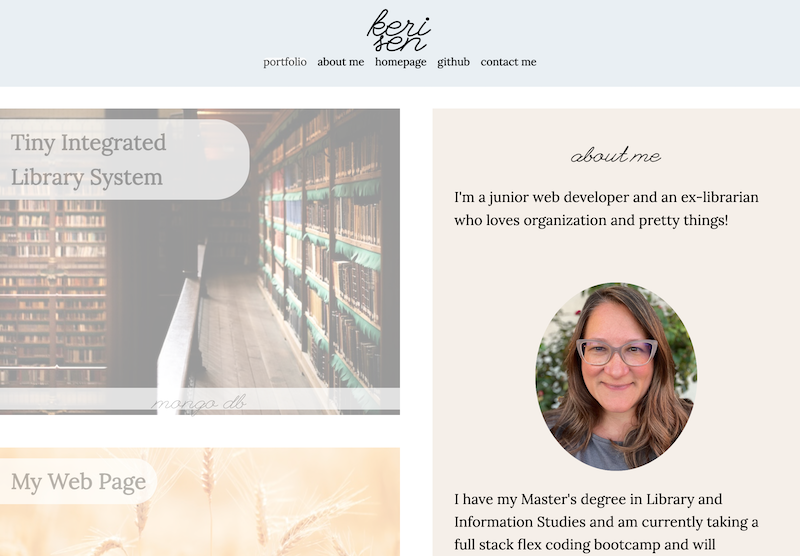 keri
sen
portfolio about me homepage github contact me
Tiny Integrated
Library System
mongo db
My Web Page
about me
I'm a junior web developer and an ex-librarian
who loves organization and pretty things!
I have my Master's degree in Library and
Information Studies and am currently taking a
full stack flex coding bootcamp and will